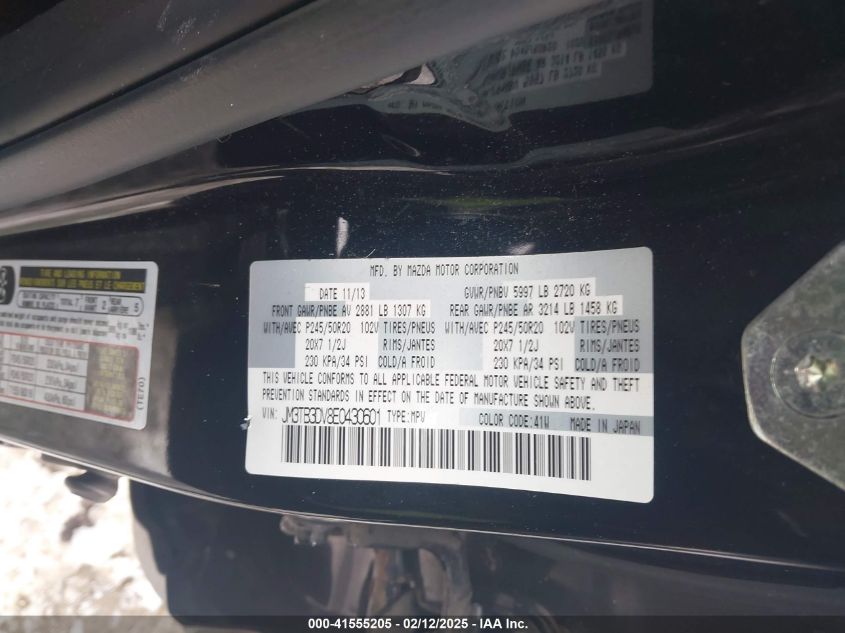 MFD. BY MAZDA MOTOR CORPORATION
DATE 11/13 GVWR/PNBV 5997 LB 2720 KG
FRONT GAWR/PNBE AV 2881 LB 1307 KG REAR GAWR/PNBE AR 3214 LB 1458 KG
WITH/AVEC P245/50R20 102V TIRES/PNEUS WITH/AVEC P245/50R20 102V TIRES/PNEUS
20X7 1/2J RIMS/JANTES 20X7 1/2J RIMS/JANTES
230 KPA/34 PSI COLD/A FROID 230 KPA/34 PSI COLD/A FROID
THIS VEHICLE CONFORMS TO ALL APPLICABLE FEDERAL MOTOR VEHICLE SAFETY AND THEFT
PREVENTION STANDARDS IN EFFECT ON THE DATE OF MANUFACTURE SHOWN ABOVE.
VIN: JM3TB3DV8E0430601 TYPE:MPV COLOR CODE:41W MADE IN JAPAN
TIRE AND LOADING INFORMATION
(TE70)
000-41555205 - 02/12/2025 - IAA Inc.